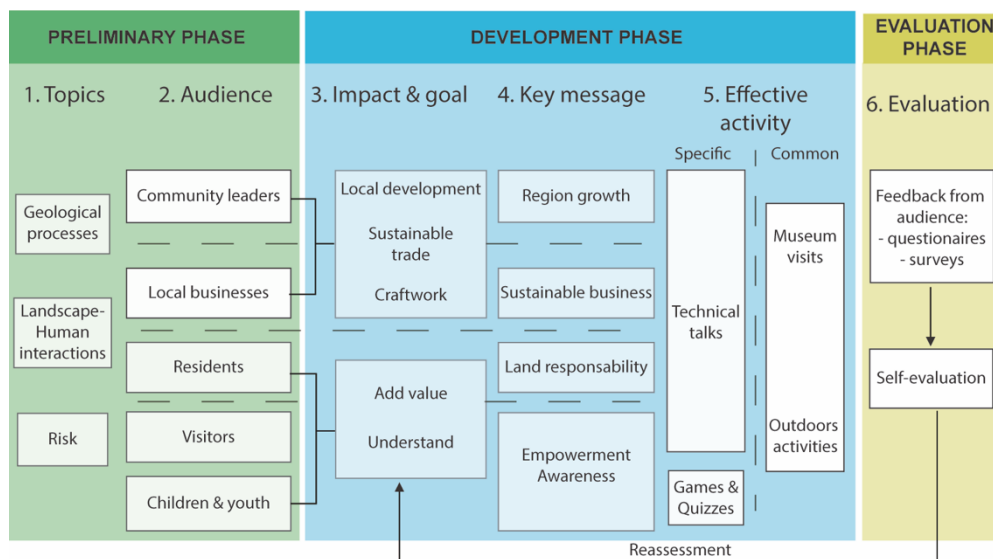 PRELIMINARY PHASE
DEVELOPMENT PHASE
EVALUATION
PHASE
1. Topics
2. Audience
3. Impact & goal
4. Key message
5. Effective
activity
6. Evaluation
Specific
Common
Geological
processes
Landscape-
Human
interactions
Risk
Community leaders
Local businesses
Residents
Visitors
Children & youth
Local development
Sustainable
trade
Craftwork
Add value
Understand
Region growth
Sustainable business
Land responsability
Empowerment
Awareness
Technical
talks
Games &
Quizzes
Museum
visits
Outdoors
activities
Feedback from
audience:
- questionaires
- surveys
Self-evaluation
Reassessment